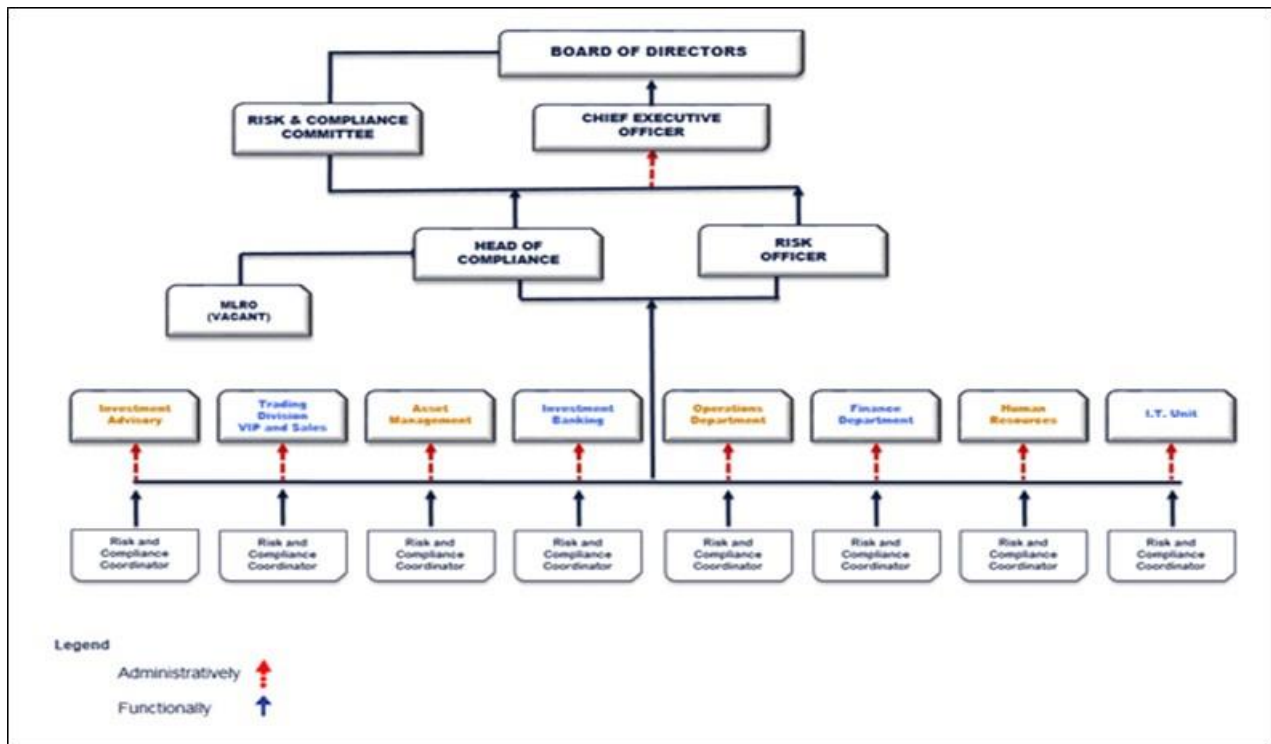 BOARD OF DIRECTORS
RISK & COMPLIANCE
COMMITTEE
CHIEF EXECUTIVE
OFFICER
HEAD OF
COMPLIANCE
RISK
OFFICER
MLRO
(VACANT)
Investment
Advisory
Trading
Division
VIP and Sales
Asset
Management
Investment
Banking
Operations
Department
Finance
Department
Human
Resources
I.T. Unit
Risk and
Compliance
Coordinator
Risk and
Compliance
Coordinator
Risk and
Compliance
Coordinator
Risk and
Compliance
Coordinator
Risk and
Compliance
Coordinator
Risk and
Compliance
Coordinator
Risk and
Compliance
Coordinator
Risk and
Compliance
Coordinator
Legend
Administratively
Functionally